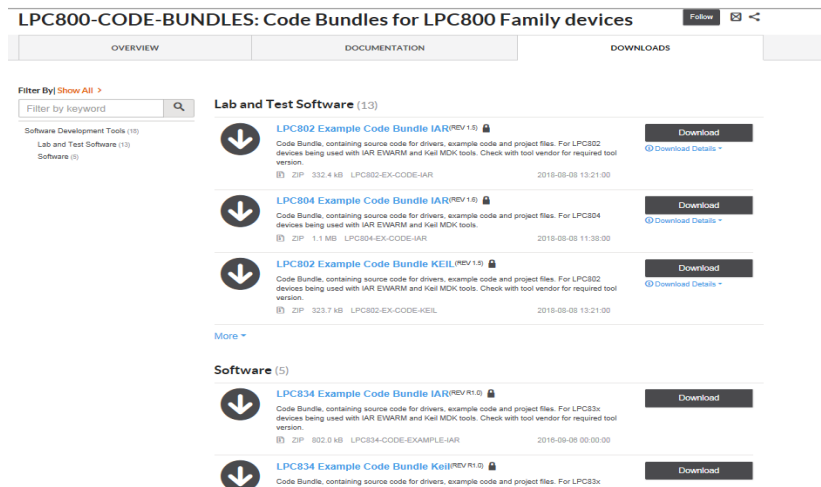 LPC800-CODE-BUNDLES: Code Bundles for LPC800 Family devices
Follow
OVERVIEW
DOCUMENTATION
DOWNLOADS
Filter By| Show All >
Filter by keyword
Software Development Tools (18)
Lab and Test Software (13)
Software (5)
Lab and Test Software (13)
LPC802 Example Code Bundle IAR(REV 1.5)
Download
Code Bundle, containing source code for drivers, example code and project files. For LPC802
devices being used with IAR EWARM and Keil MDK tools. Check with tool vendor for required tool
version.
Download Details
ZIP 332.4 kB LPC802-EX-CODE-IAR 2018-08-08 13:21:00
LPC804 Example Code Bundle IAR(REV 1.6)
Download
Code Bundle, containing source code for drivers, example code and project files. For LPC804
devices being used with IAR EWARM and Keil MDK tools.
Download Details
ZIP 1.1 MB LPC804-EX-CODE-IAR 2018-08-08 11:38:00
LPC802 Example Code Bundle KEIL(REV 1.5)
Download
Code Bundle, containing source code for drivers, example code and project files. For LPC802
devices being used with IAR EWARM and Keil MDK tools. Check with tool vendor for required tool
version.
Download Details
ZIP 323.7 kB LPC802-EX-CODE-KEIL 2018-08-08 13:21:00
More
Software (5)
LPC834 Example Code Bundle IAR(REV R1.0)
Download
Code Bundle, containing source code for drivers, example code and project files. For LPC83x
devices being used with IAR EWARM and Keil MDK tools. Check with tool vendor for required tool
version.
ZIP 802.0 kB LPC834-CODE-EXAMPLE-IAR 2016-09-06 00:00:00
LPC834 Example Code Bundle Keil(REV R1.0)
Download
Code Bundle, containing source code for drivers, example code and project files. For LPC83x